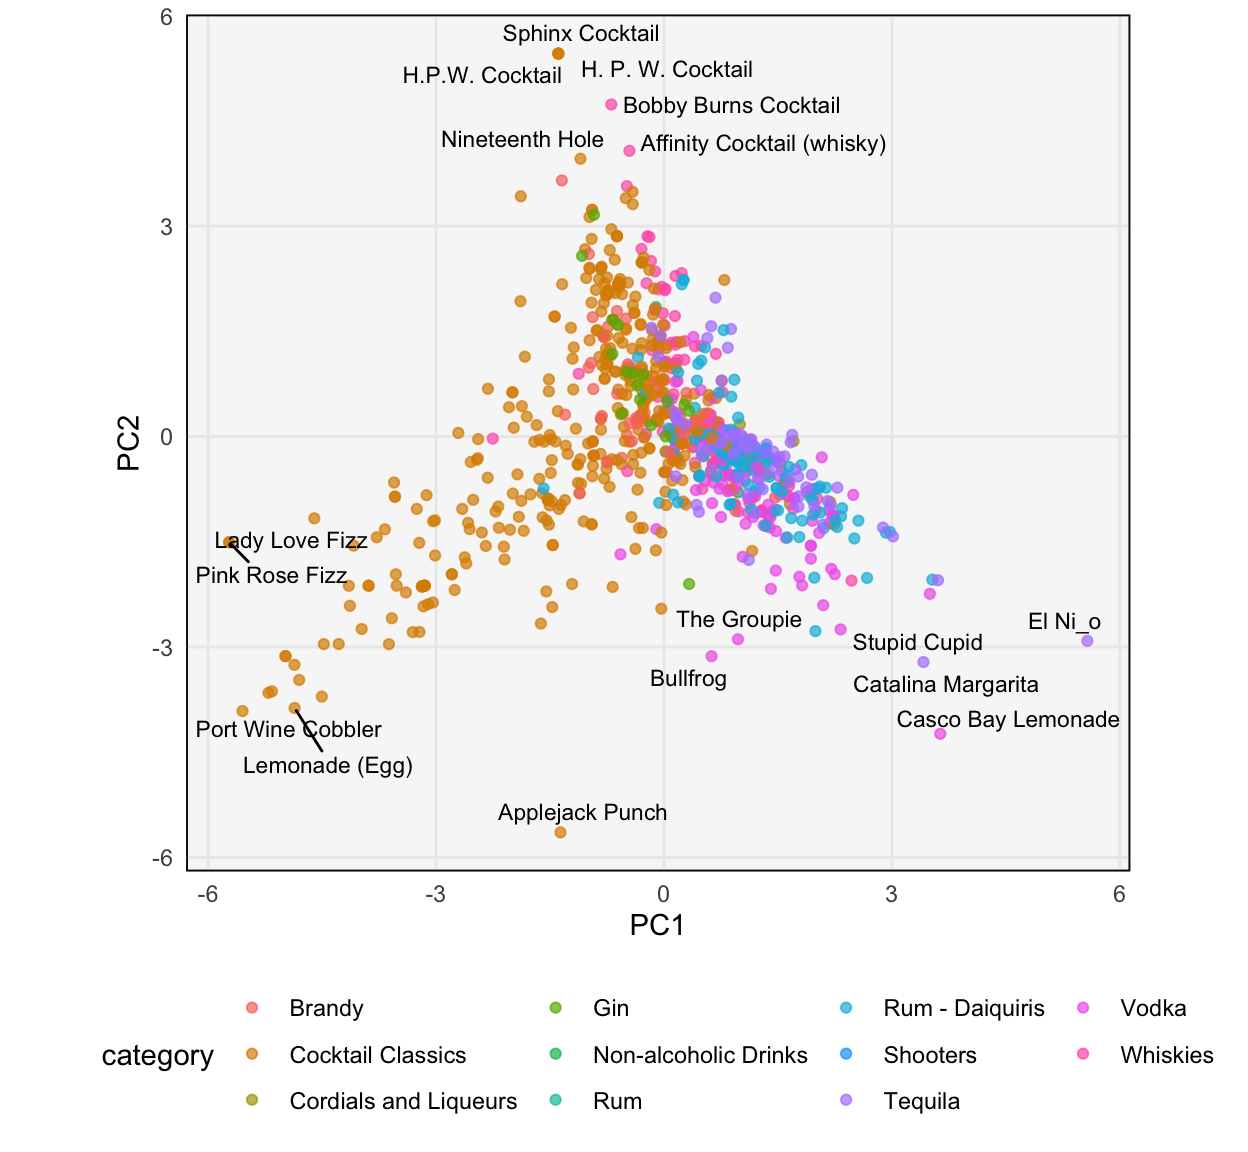 6
Sphinx Cocktail
H.P.W. Cocktail
H. P. W. Cocktail
Bobby Burns Cocktail
Nineteenth Hole
Affinity Cocktail (whisky)
3
PC2
0
Lady Love Fizz
Pink Rose Fizz
The Groupie
El Ni_o
-3
Stupid Cupid
Bullfrog
Catalina Margarita
Casco Bay Lemonade
Port Wine Cobbler
Lemonade (Egg)
Applejack Punch
-6
-6 -3 0 3 6
PC1
category
Brandy
Cocktail Classics
Cordials and Liqueurs
Gin
Non-alcoholic Drinks
Rum
Rum - Daiquiris
Shooters
Tequila
Vodka
Whiskies